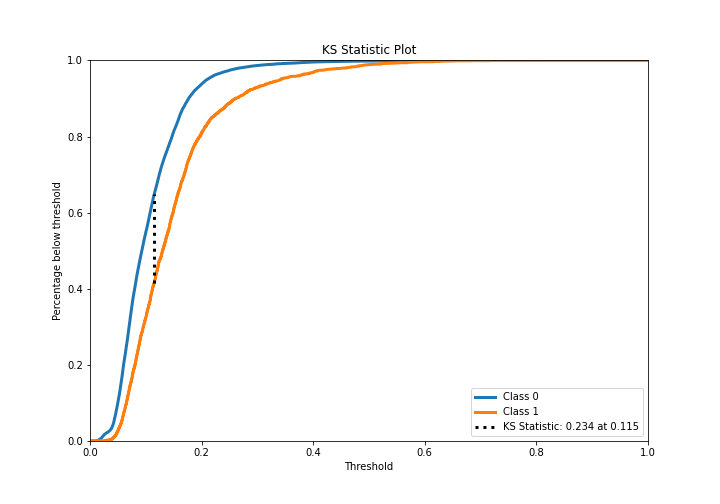 KS Statistic Plot
1.0
0.8
0.6
0.4
0.2
0.0
Percentage below threshold
0.0 0.2 0.4 0.6 0.8 1.0
Threshold
Class 0
Class 1
KS Statistic: 0.234 at 0.115